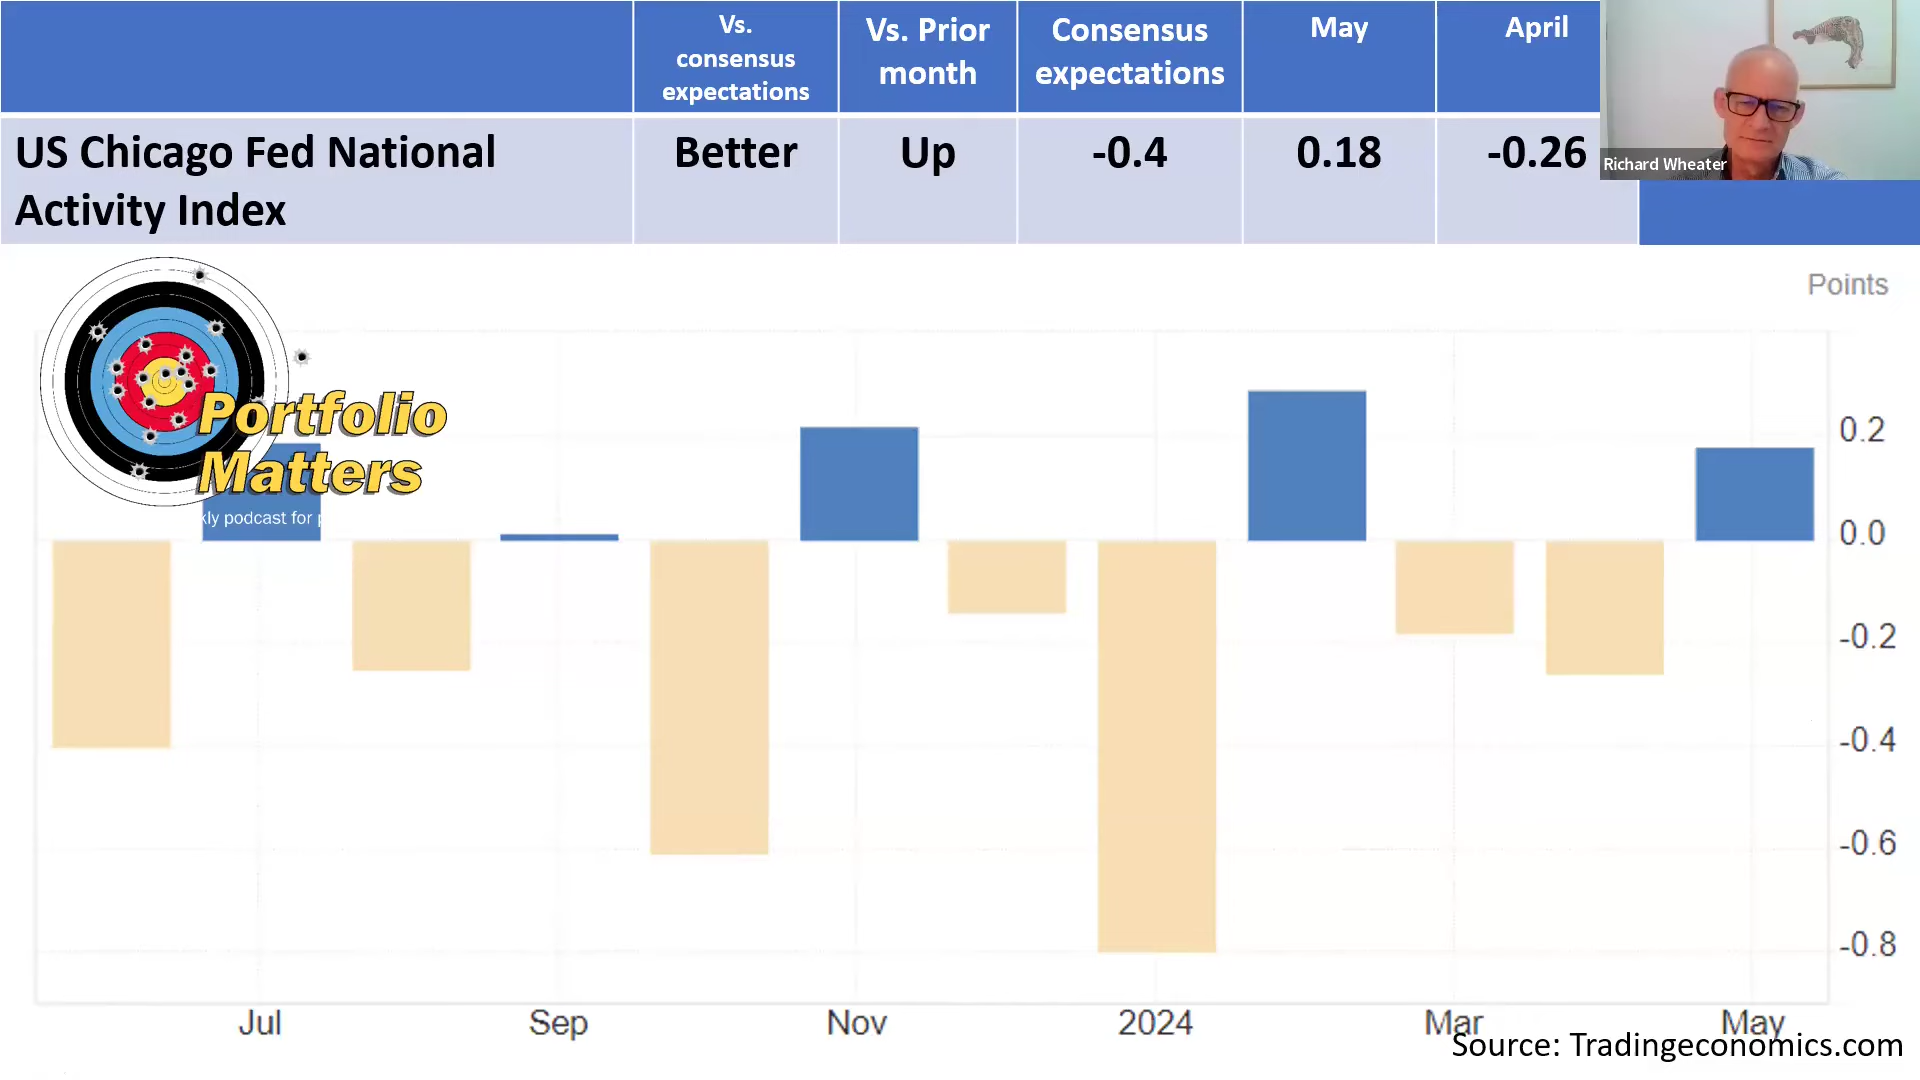 Vs.
consensus
expectations
Vs. Prior
month
Consensus
expectations
May
April
US Chicago Fed National
Activity Index
Better
Up
-0.4
0.18
-0.26
Richard Wheater
Points
Portfolio
Matters
podcast for
0.2
0.0
-0.2
-0.4
-0.6
-0.8
Jul
Sep
Nov
2024
Mar
May
Source: Tradingeconomics.com